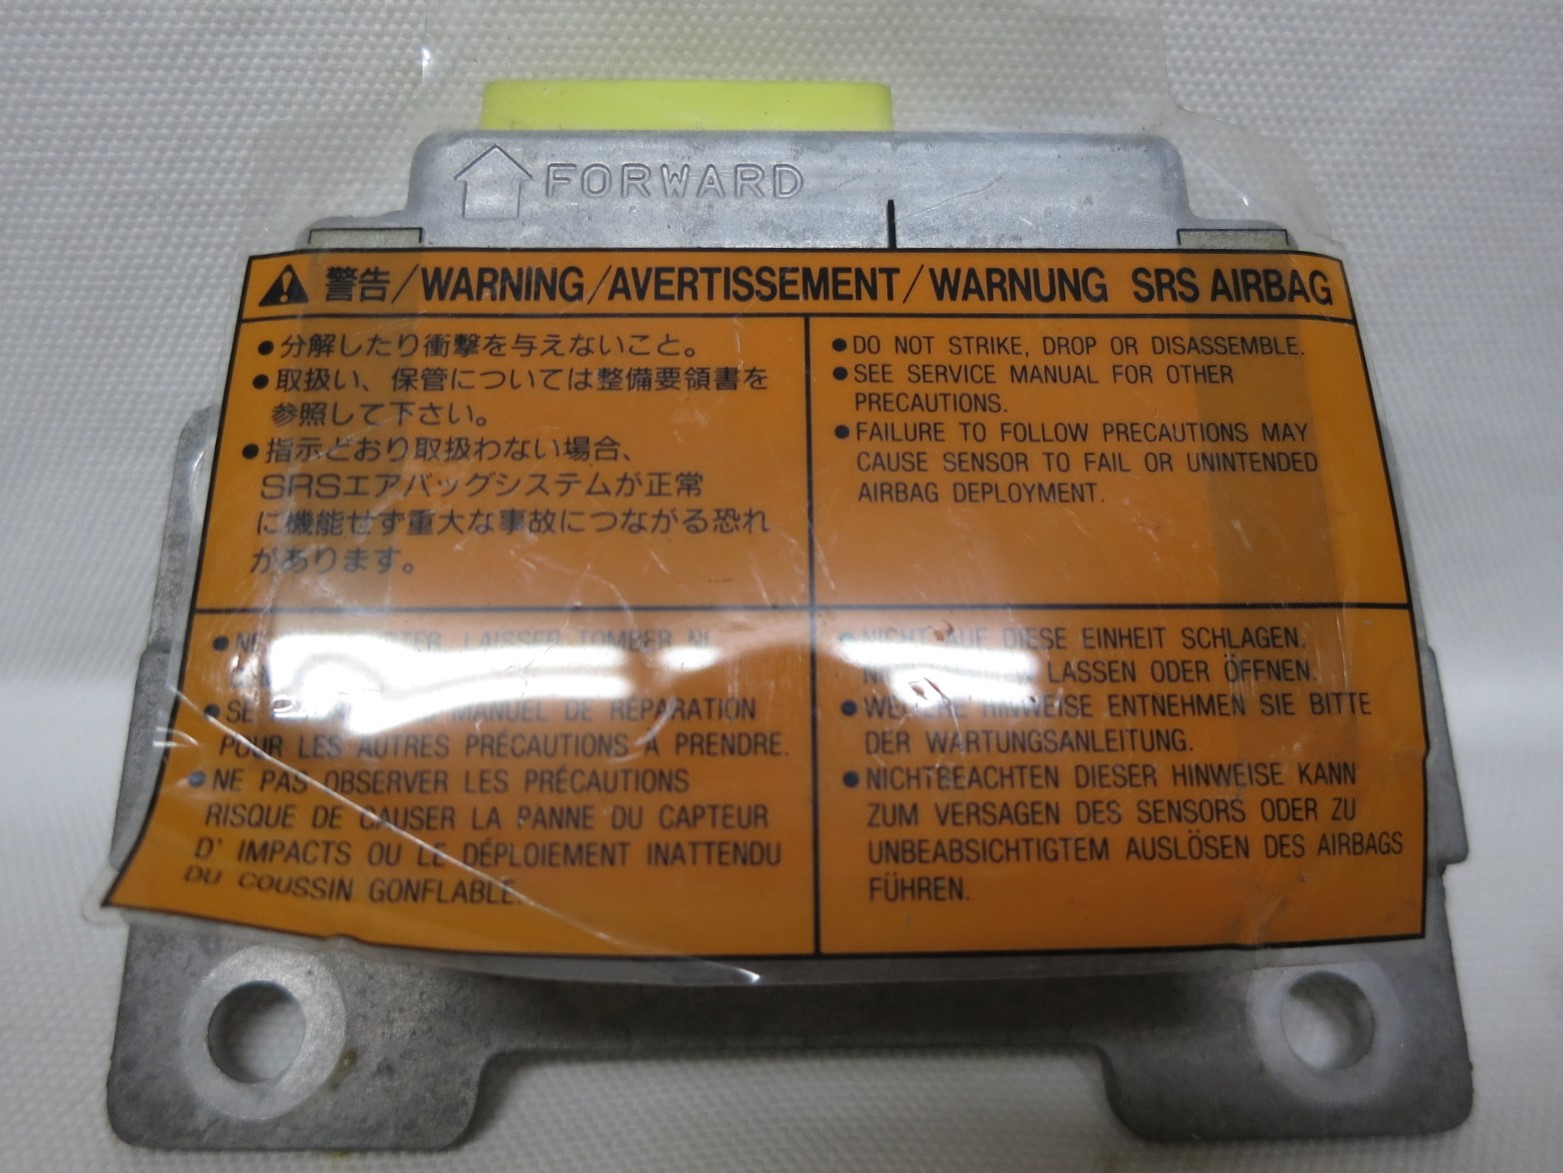 FORWARD
警告/WARNING/AVERTISSEMENT/WARNUNG SRS AIRBAG
●分解したり衝撃を与えないこと。
●取扱い、保管については整備要領書を
参照して下さい。
●指示どおり取扱わない場合、
SRSエアバッグシステムが正常
に機能せず重大な事故につながる恐れ
があります。
●DO NOT STRIKE, DROP OR DISASSEMBLE.
●SEE SERVICE MANUAL FOR OTHER
PRECAUTIONS.
●FAILURE TO FOLLOW PRECAUTIONS MAY
CAUSE SENSOR TO FAIL OR UNINTENDED
AIRBAG DEPLOYMENT.
●NE LAISSER TOMBER NI
●SE MANUEL DE REPARATION
POUR LES AUTRES PRÉCAUTIONS A PRENDRE.
●NE PAS OBSERVER LES PRÉCAUTIONS
RISQUE DE CAUSER LA PANNE DU CAPTEUR
D' IMPACTS OU LE DÉPLOIEMENT INATTENDU
DU COUSSIN GONFLABLE.
●NICHT AUF DIESE EINHEIT SCHLAGEN.
LASSEN ODER ÖFFNEN.
●WEITERE HINWEISE ENTNEHMEN SIE BITTE
DER WARTUNGSANLEITUNG.
●NICHTBEACHTEN DIESER HINWEISE KANN
ZUM VERSAGEN DES SENSORS ODER ZU
UNBEABSICHTIGTEM AUSLÖSEN DES AIRBAGS
FÜHREN.